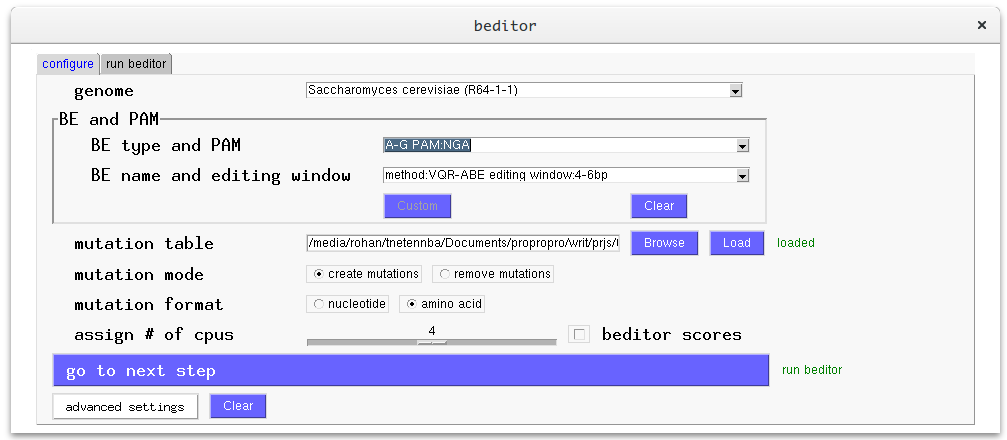 beditor
configure run beditor
genome Saccharomyces cerevisiae (R64-1-1)
BE and PAM
BE type and PAM A-G PAM:NGA
BE name and editing window method:VQR-ABE editing window:4-6bp
Custom Clear
mutation table /media/rohan/tnetennba/Documents/propropro/writ/prjs/ Browse Load loaded
mutation mode create mutations remove mutations
mutation format nucleotide amino acid
4
assign # of cpus beditor scores
go to next step run beditor
advanced settings Clear